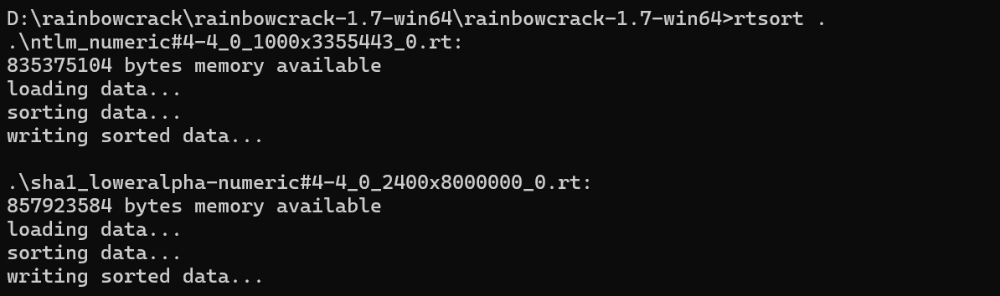 D:\rainbowcrack\rainbowcrack-1.7-win64\rainbowcrack-1.7-win64>rtsort .
.\ntlm_numeric#4-4_0_1000x3355443_0.rt:
835375104 bytes memory available
loading data...
sorting data...
writing sorted data...

.\sha1_loweralpha-numeric#4-4_0_2400x8000000_0.rt:
857923584 bytes memory available
loading data...
sorting data...
writing sorted data...